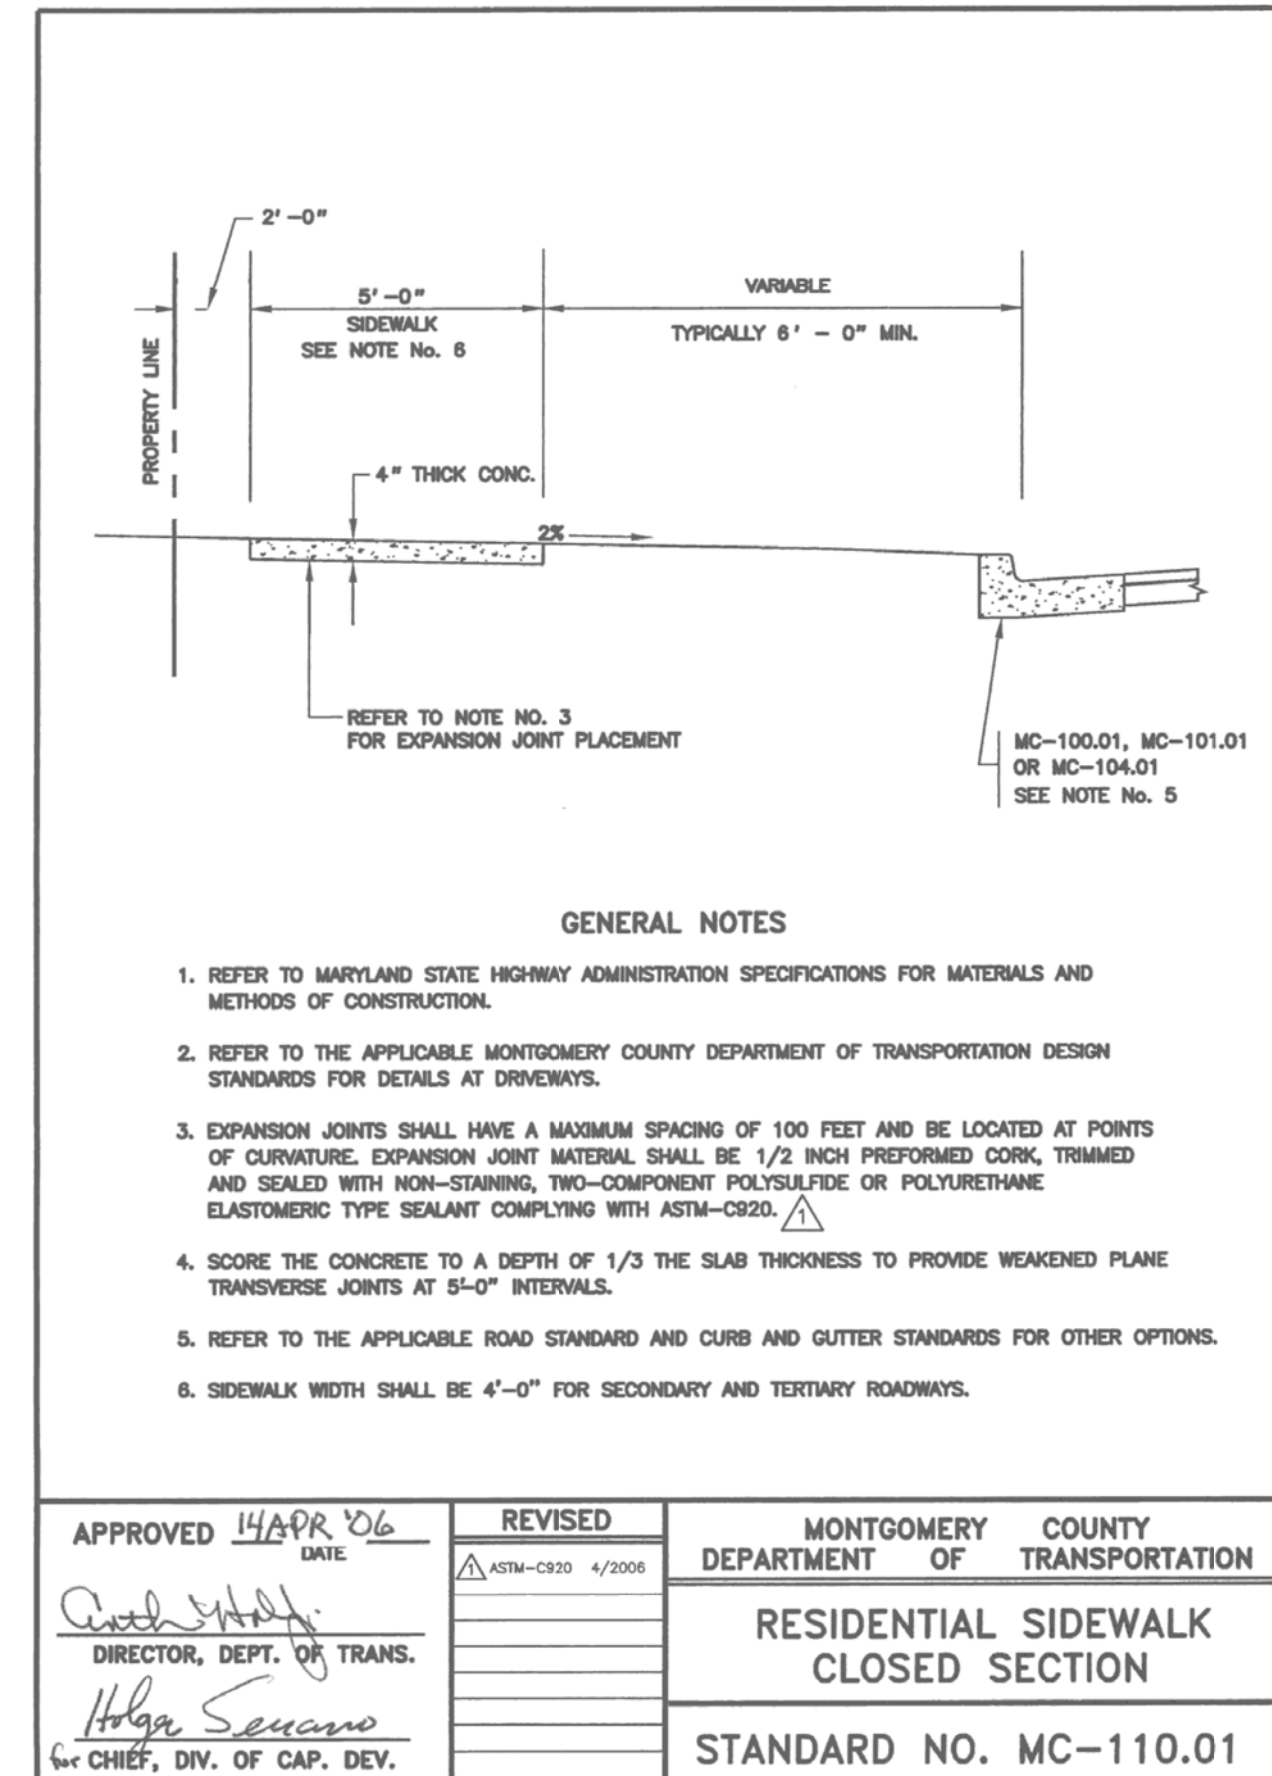 2'-0"
5'-0"
SIDEWALK
SEE NOTE No. 6
VARIABLE
TYPICALLY 6' - 0" MIN.
PROPERTY LINE
4" THICK CONC.
2%
REFER TO NOTE NO. 3
FOR EXPANSION JOINT PLACEMENT
MC-100.01, MC-101.01
OR MC-104.01
SEE NOTE No. 5
GENERAL NOTES
1. REFER TO MARYLAND STATE HIGHWAY ADMINISTRATION SPECIFICATIONS FOR MATERIALS AND
METHODS OF CONSTRUCTION.
2. REFER TO THE APPLICABLE MONTGOMERY COUNTY DEPARTMENT OF TRANSPORTATION DESIGN
STANDARDS FOR DETAILS AT DRIVEWAYS.
3. EXPANSION JOINTS SHALL HAVE A MAXIMUM SPACING OF 100 FEET AND BE LOCATED AT POINTS
OF CURVATURE. EXPANSION JOINT MATERIAL SHALL BE 1/2 INCH PREFORMED CORK, TRIMMED
AND SEALED WITH NON-STAINING, TWO-COMPONENT POLYSULFIDE OR POLYURETHANE
ELASTOMERIC TYPE SEALANT COMPLYING WITH ASTM-C920. 1
4. SCORE THE CONCRETE TO A DEPTH OF 1/3 THE SLAB THICKNESS TO PROVIDE WEAKENED PLANE
TRANSVERSE JOINTS AT 5'-0" INTERVALS.
5. REFER TO THE APPLICABLE ROAD STANDARD AND CURB AND GUTTER STANDARDS FOR OTHER OPTIONS.
6. SIDEWALK WIDTH SHALL BE 4'-0" FOR SECONDARY AND TERTIARY ROADWAYS.
APPROVED 14 APR '06
DATE
DIRECTOR, DEPT. OF TRANS.
Holger Serrano
for CHIEF, DIV. OF CAP. DEV.
REVISED
1 ASTM-C920 4/2006
MONTGOMERY COUNTY
DEPARTMENT OF TRANSPORTATION
RESIDENTIAL SIDEWALK
CLOSED SECTION
STANDARD NO. MC-110.01